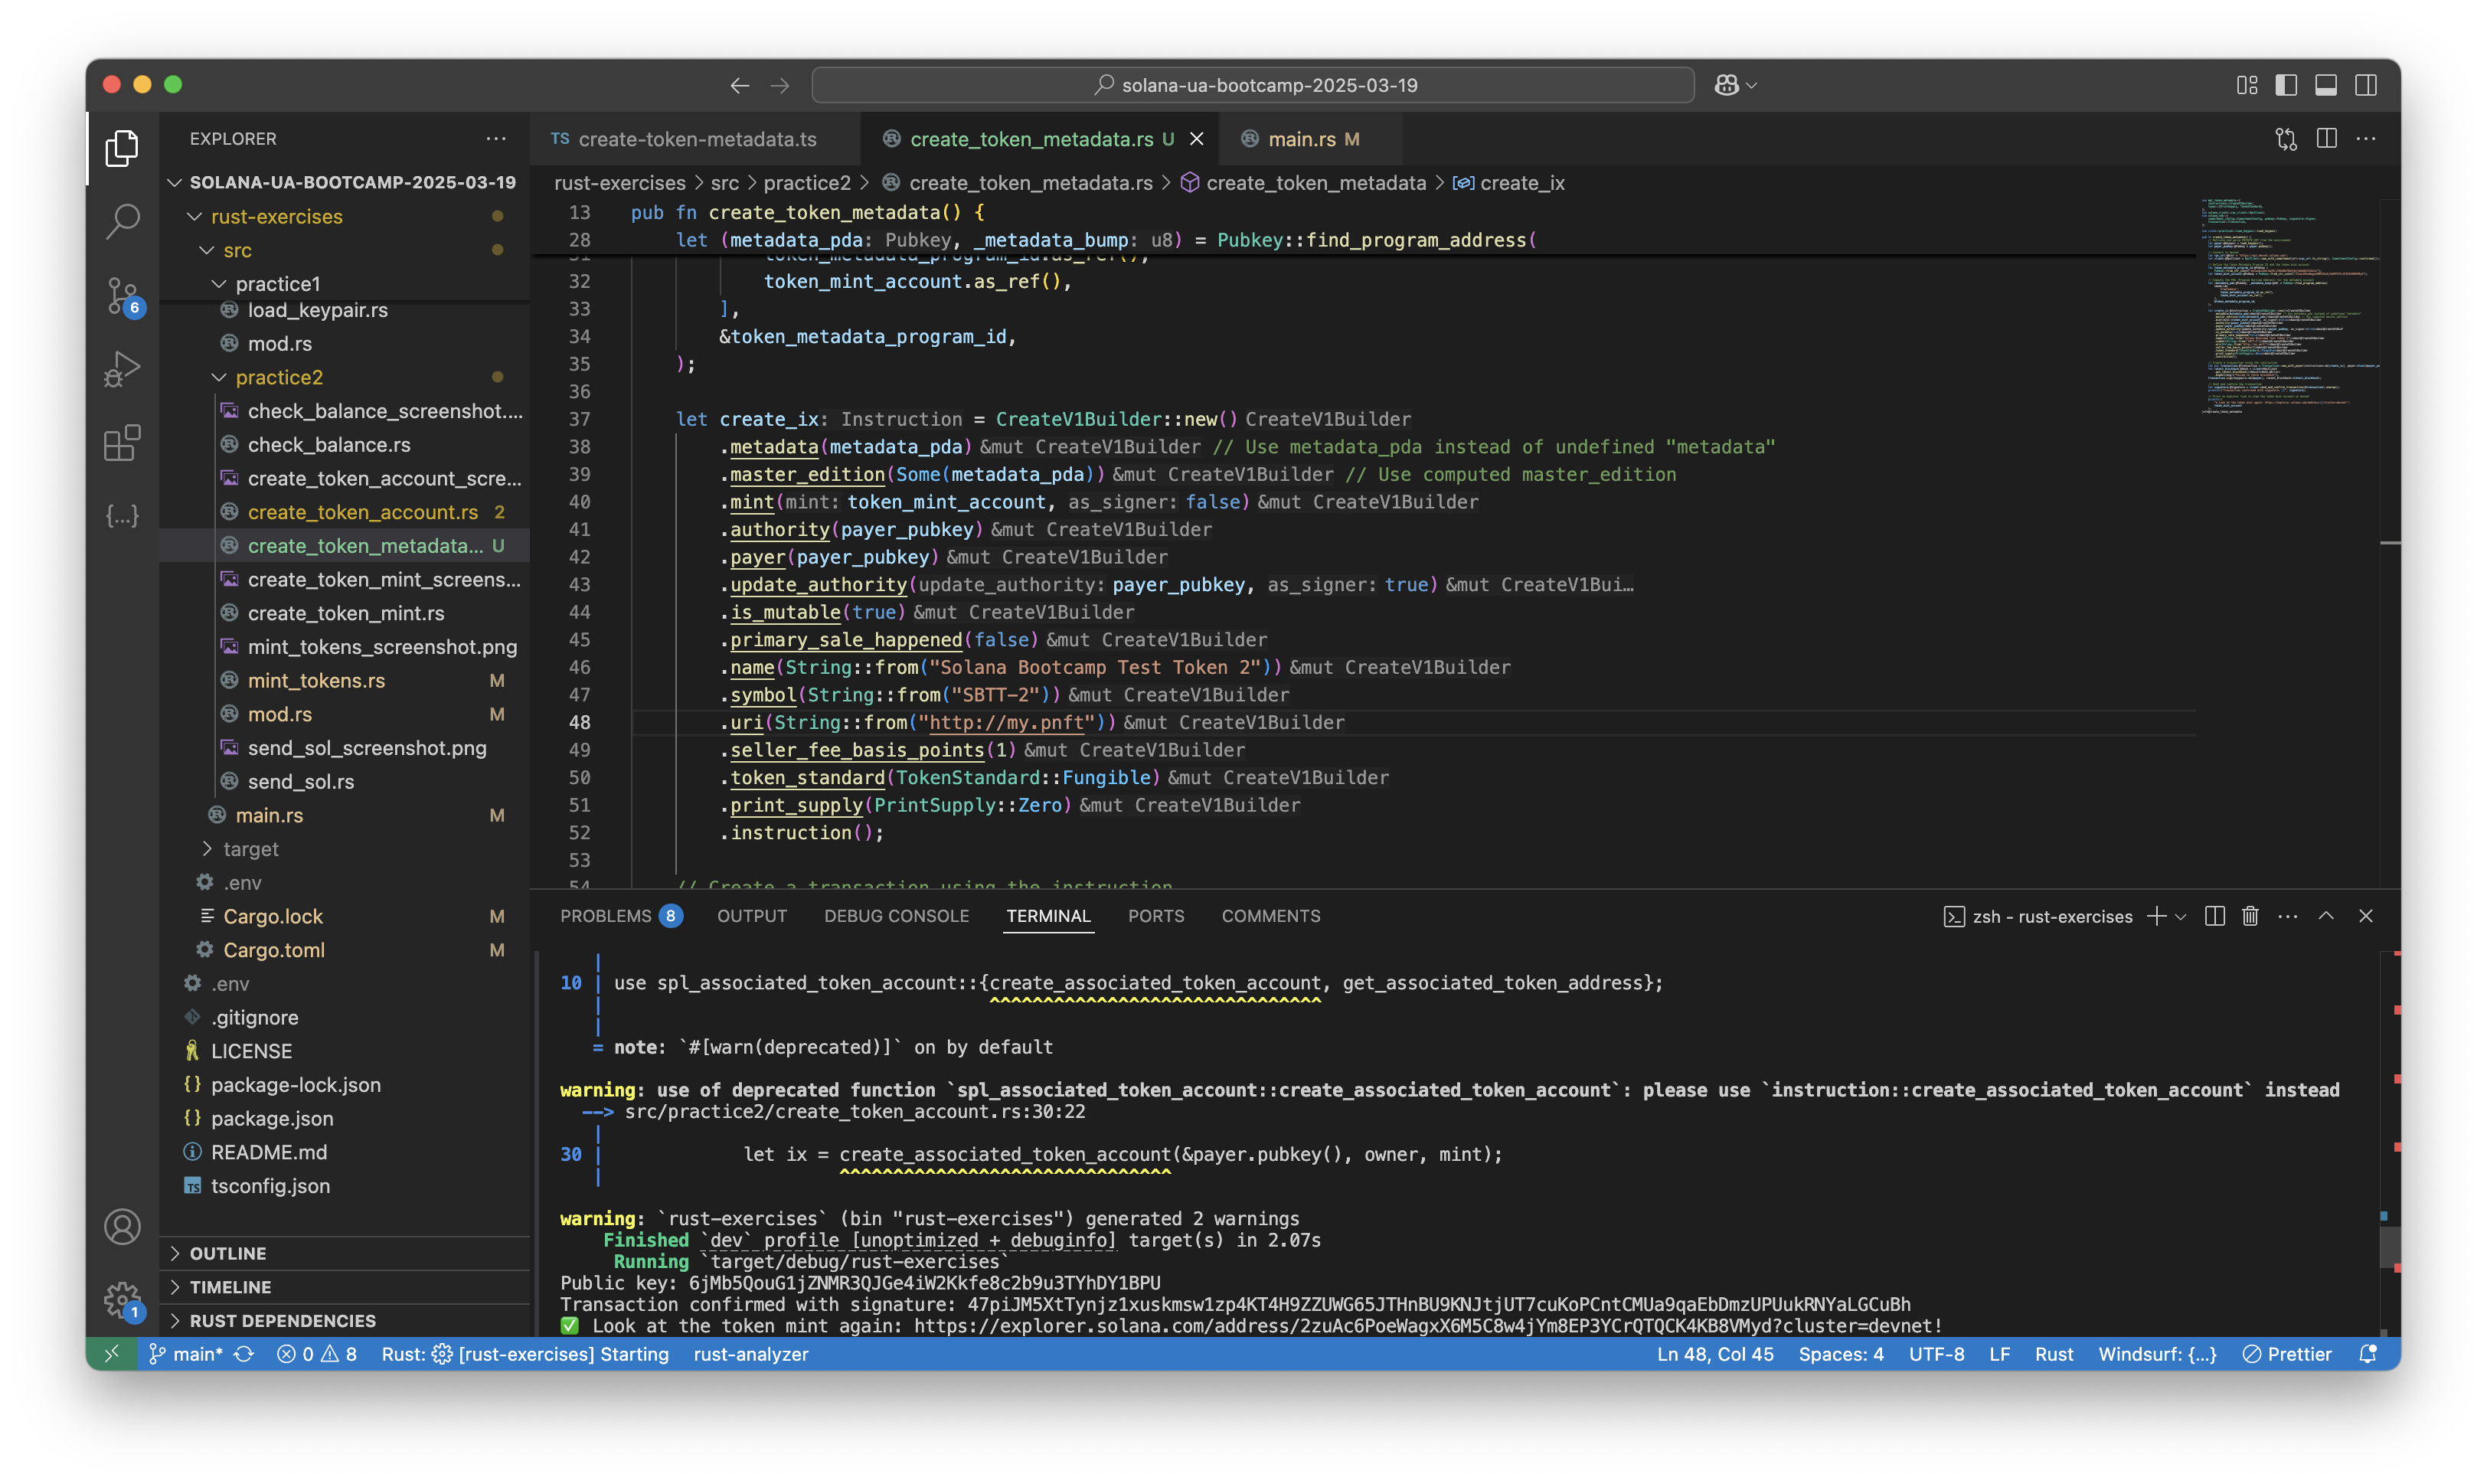 solana-ua-bootcamp-2025-03-19
EXPLORER
SOLANA-UA-BOOTCAMP-2025-03-19
rust-exercises
src
practice1
load_keypair.rs
mod.rs
practice2
check_balance_screenshot....
check_balance.rs
create_token_account_scre...
create_token_account.rs 2
create_token_metadata... U
create_token_mint_screens...
create_token_mint.rs
mint_tokens_screenshot.png
mint_tokens.rs M
mod.rs M
send_sol_screenshot.png
send_sol.rs
main.rs M
target
.env
Cargo.lock M
Cargo.toml M
.env
.gitignore
LICENSE
package-lock.json
package.json
README.md
tsconfig.json
OUTLINE
TIMELINE
RUST DEPENDENCIES
6
1
TS create-token-metadata.ts
create_token_metadata.rs U
main.rs M
rust-exercises > src > practice2 > create_token_metadata.rs > create_token_metadata > create_ix
13 pub fn create_token_metadata() {
28 let (metadata_pda: Pubkey, _metadata_bump: u8) = Pubkey::find_program_address(
31 token_metadata_program_id.as_ref(),
32 token_mint_account.as_ref(),
33 ],
34 &token_metadata_program_id,
35 );
36
37 let create_ix: Instruction = CreateV1Builder::new() CreateV1Builder
38 .metadata(metadata_pda) &mut CreateV1Builder // Use metadata_pda instead of undefined "metadata"
39 .master_edition(Some(metadata_pda)) &mut CreateV1Builder // Use computed master_edition
40 .mint(mint: token_mint_account, as_signer: false) &mut CreateV1Builder
41 .authority(payer_pubkey) &mut CreateV1Builder
42 .payer(payer_pubkey) &mut CreateV1Builder
43 .update_authority(update_authority: payer_pubkey, as_signer: true) &mut CreateV1Bui…
44 .is_mutable(true) &mut CreateV1Builder
45 .primary_sale_happened(false) &mut CreateV1Builder
46 .name(String::from("Solana Bootcamp Test Token 2")) &mut CreateV1Builder
47 .symbol(String::from("SBTT-2")) &mut CreateV1Builder
48 .uri(String::from("http://my.pnft")) &mut CreateV1Builder
49 .seller_fee_basis_points(1) &mut CreateV1Builder
50 .token_standard(TokenStandard::Fungible) &mut CreateV1Builder
51 .print_supply(PrintSupply::Zero) &mut CreateV1Builder
52 .instruction();
53
54 // Create a transaction using the instruction
PROBLEMS 8 OUTPUT DEBUG CONSOLE TERMINAL PORTS COMMENTS
zsh - rust-exercises
10 | use spl_associated_token_account::{create_associated_token_account, get_associated_token_address};
= note: `#[warn(deprecated)]` on by default
warning: use of deprecated function `spl_associated_token_account::create_associated_token_account`: please use `instruction::create_associated_token_account` instead
--> src/practice2/create_token_account.rs:30:22
30 | let ix = create_associated_token_account(&payer.pubkey(), owner, mint);
warning: `rust-exercises` (bin "rust-exercises") generated 2 warnings
Finished `dev` profile [unoptimized + debuginfo] target(s) in 2.07s
Running `target/debug/rust-exercises`
Public key: 6jMb5QouG1jZNMR3QJGe4iW2Kkfe8c2b9u3TYhDY1BPU
Transaction confirmed with signature: 47piJM5XtTynjz1xuskmsw1zp4KT4H9ZZUWG65JTHnBU9KNJtjUT7cuKoPCntCMUa9qaEbDmzUPUukRNYaLGCuBh
✅ Look at the token mint again: https://explorer.solana.com/address/2zuAc6PoeWagxX6M5C8w4jYm8EP3YCrQTQCK4KB8VMyd?cluster=devnet!
main* 0 8 Rust: [rust-exercises] Starting rust-analyzer
Ln 48, Col 45 Spaces: 4 UTF-8 LF Rust Windsurf: {...} Prettier